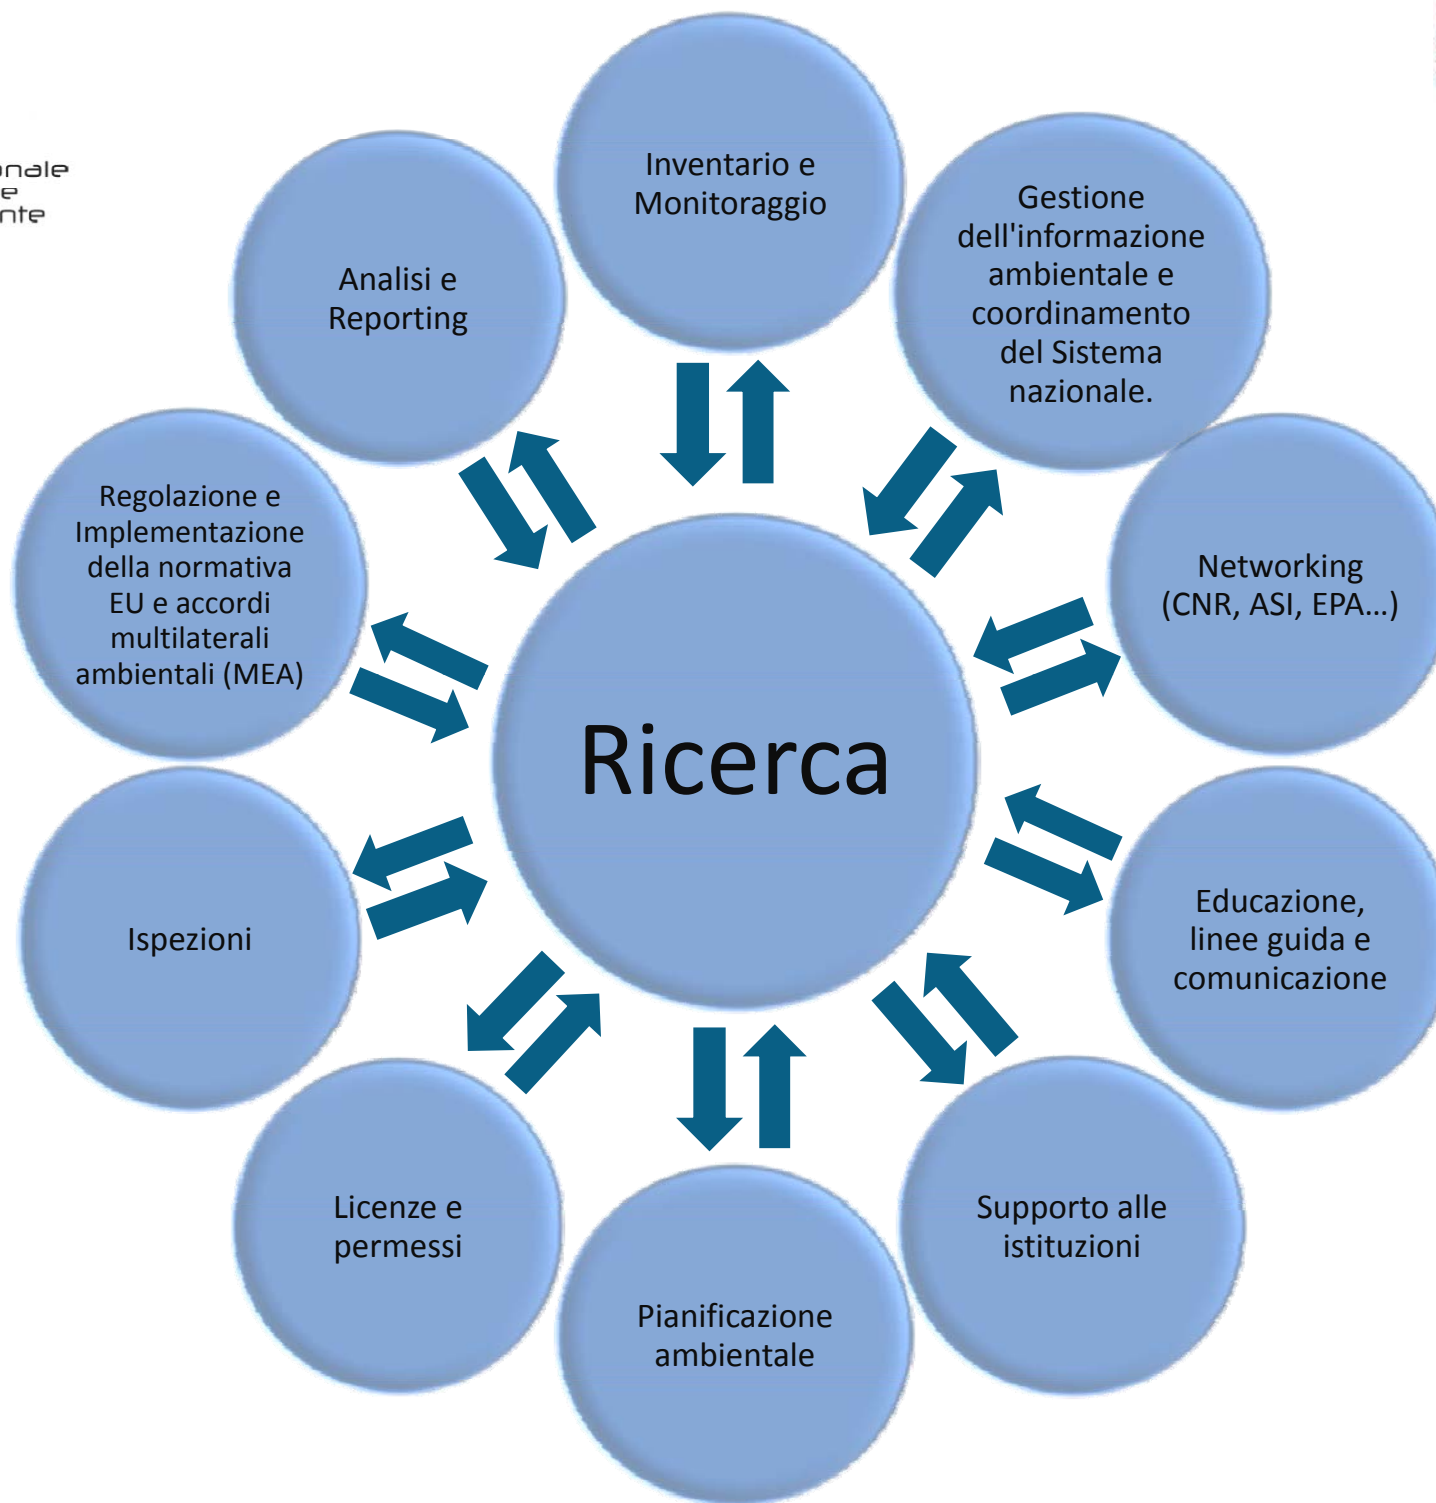 Inventario e
Monitoraggio
Gestione
dell'informazione
ambientale e
coordinamento
del Sistema
nazionale.
Networking
(CNR, ASI, EPA...)
Educazione,
linee guida e
comunicazione
Supporto alle
istituzioni
Pianificazione
ambientale
Licenze e
permessi
Ispezioni
Regolazione e
Implementazione
della normativa
EU e accordi
multilaterali
ambientali (MEA)
Analisi e
Reporting
Ricerca
onale
e
nte